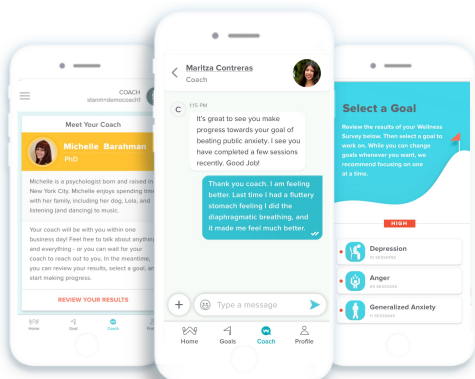 COACH
Meet Your Coach
Michelle Barahman
PhD
Michelle is a psychologist born and raised in
New York City. Michelle enjoys spending time
with her family, including her dog, Lola, and
listening (and dancing) to music.
Your coach will be with you within one
business day! Feel free to talk about anything
and everything - or you can wait for your
coach to reach out to you. In the meantime,
you can review your results, select a goal, an
start making progress.
REVIEW YOUR RESULTS
Home
Goal
Coach
Maritza Contreras
Coach
1:15 PM
C
It's great to see you make
progress towards your goal of
beating public anxiety. I see you
have completed a few sessions
recently. Good Job!
Thank you coach. I am feeling
better. Last time I had a fluttery
stomach feeling I did the
diaphragmatic breathing, and
it made me feel much better.
Type a message
Home
Goals
Coach
Profile
Select a Goal
Review the results of your Wellness
Survey below. Then select a goal to
work on. While you can change
goals whenever you want, we
recommend focusing on one
at a time.
HIGH
Depression
Anger
Generalized Anxiety